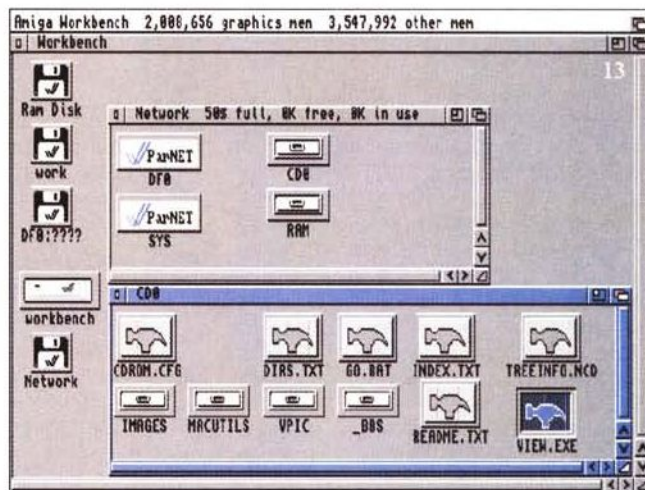 Amiga Workbench 2,008,656 graphics mem 3,547,992 other mem
Workbench
13
Ram Disk
work
DF0:????
workbench
Network
Network 50% full, 0K free, 0K in use
ParNET
DF0
CD0
ParNET
SYS
RAM
CD0
CDROM.CFG
DIRS.TXT
GO.BAT
INDEX.TXT
TREEINFO.NCD
IMAGES
MACUTILS
VPIC
_BBS
README.TXT
VIEW.EXE